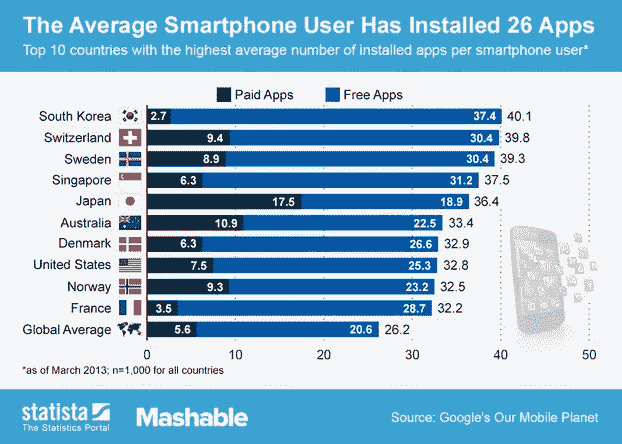 The Average Smartphone User Has Installed 26 Apps
Top 10 countries with the highest average number of installed apps per smartphone user*
Paid Apps Free Apps
South Korea 2.7 37.4 40.1
Switzerland 9.4 30.4 39.8
Sweden 8.9 30.4 39.3
Singapore 6.3 31.2 37.5
Japan 17.5 18.9 36.4
Australia 10.9 22.5 33.4
Denmark 6.3 26.6 32.9
United States 7.5 25.3 32.8
Norway 9.3 23.2 32.5
France 3.5 28.7 32.2
Global Average 5.6 20.6 26.2
0 10 20 30 40 50
*as of March 2013; n=1,000 for all countries
statista
The Statistics Portal
Mashable
Source: Google's Our Mobile Planet